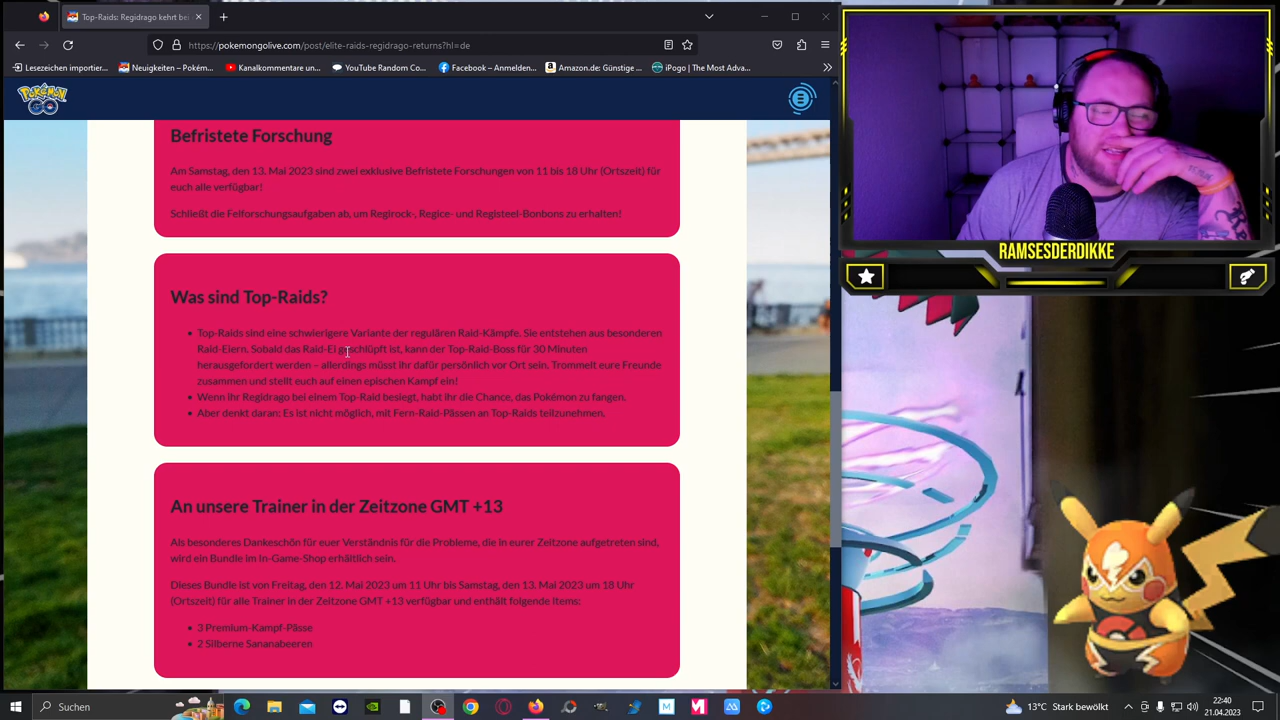 Top-Raids: Regidrago kehrt be
https://pokemongolive.com/post/elite-raids-regidrago-returns?hl=de
Lesezeichen importier...
Neuigkeiten – Pokém...
Kanalkommentare un...
YouTube Random Co...
Facebook – Anmelden...
Amazon.de: Günstige ...
iPogo | The Most Adva...
POKÉMON
GO
Befristete Forschung
Am Samstag, den 13. Mai 2023 sind zwei exklusive Befristete Forschungen von 11 bis 18 Uhr (Ortszeit) für
euch alle verfügbar!
Schließt die Felforschungsaufgaben ab, um Regirock-, Regice- und Registeel-Bonbons zu erhalten!
Was sind Top-Raids?
• Top-Raids sind eine schwierigere Variante der regulären Raid-Kämpfe. Sie entstehen aus besonderen
Raid-Eiern. Sobald das Raid-Ei geschlüpft ist, kann der Top-Raid-Boss für 30 Minuten
herausgefordert werden – allerdings müsst ihr dafür persönlich vor Ort sein. Trommelt eure Freunde
zusammen und stellt euch auf einen epischen Kampf ein!
• Wenn ihr Regidrago bei einem Top-Raid besiegt, habt ihr die Chance, das Pokémon zu fangen.
• Aber denkt daran: Es ist nicht möglich, mit Fern-Raid-Pässen an Top-Raids teilzunehmen.
An unsere Trainer in der Zeitzone GMT +13
Als besonderes Dankeschön für euer Verständnis für die Probleme, die in eurer Zeitzone aufgetreten sind,
wird ein Bundle im In-Game-Shop erhältlich sein.
Dieses Bundle ist von Freitag, den 12. Mai 2023 um 11 Uhr bis Samstag, den 13. Mai 2023 um 18 Uhr
(Ortszeit) für alle Trainer in der Zeitzone GMT +13 verfügbar und enthält folgende Items:
• 3 Premium-Kampf-Pässe
• 2 Silberne Sananabeeren
RAMSESDERDIKKE
Suchen
13°C Stark bewölkt
22:40
21.04.2023